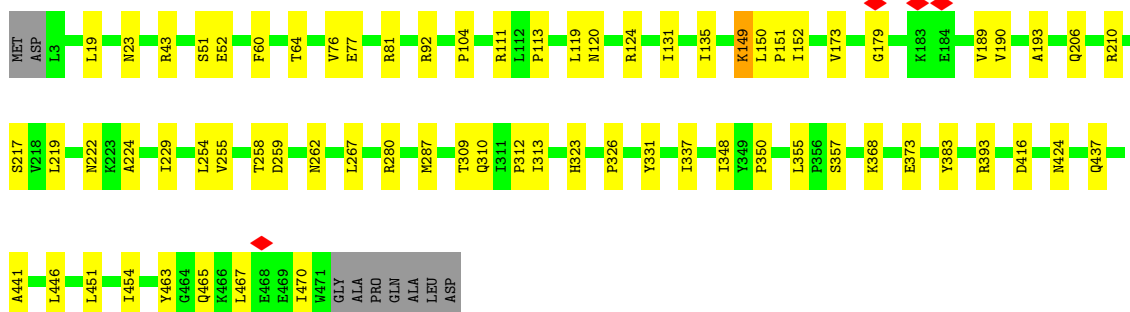 MET ASP L3 L19 N23 R43 S51 E52 F60 T64 V76 E77 R81 R92 P104 R111 L112 P113 L119 N120 R124 I131 I135 K149 L150 P151 I152 V173 G179 K183 E184 V189 V190 A193 Q206 R210
S217 V218 L219 N222 K223 A224 I229 L254 V255 T258 D259 N262 L267 R280 M287 T309 Q310 I311 P312 I313 H323 P326 Y331 I337 I348 Y349 P350 L355 P356 S357 K368 E373 Y383 R393 D416 N424 Q437
A441 L446 L451 I454 Y463 G464 Q465 K466 L467 E468 E469 I470 W471 GLY ALA PRO GLN ALA LEU ASP